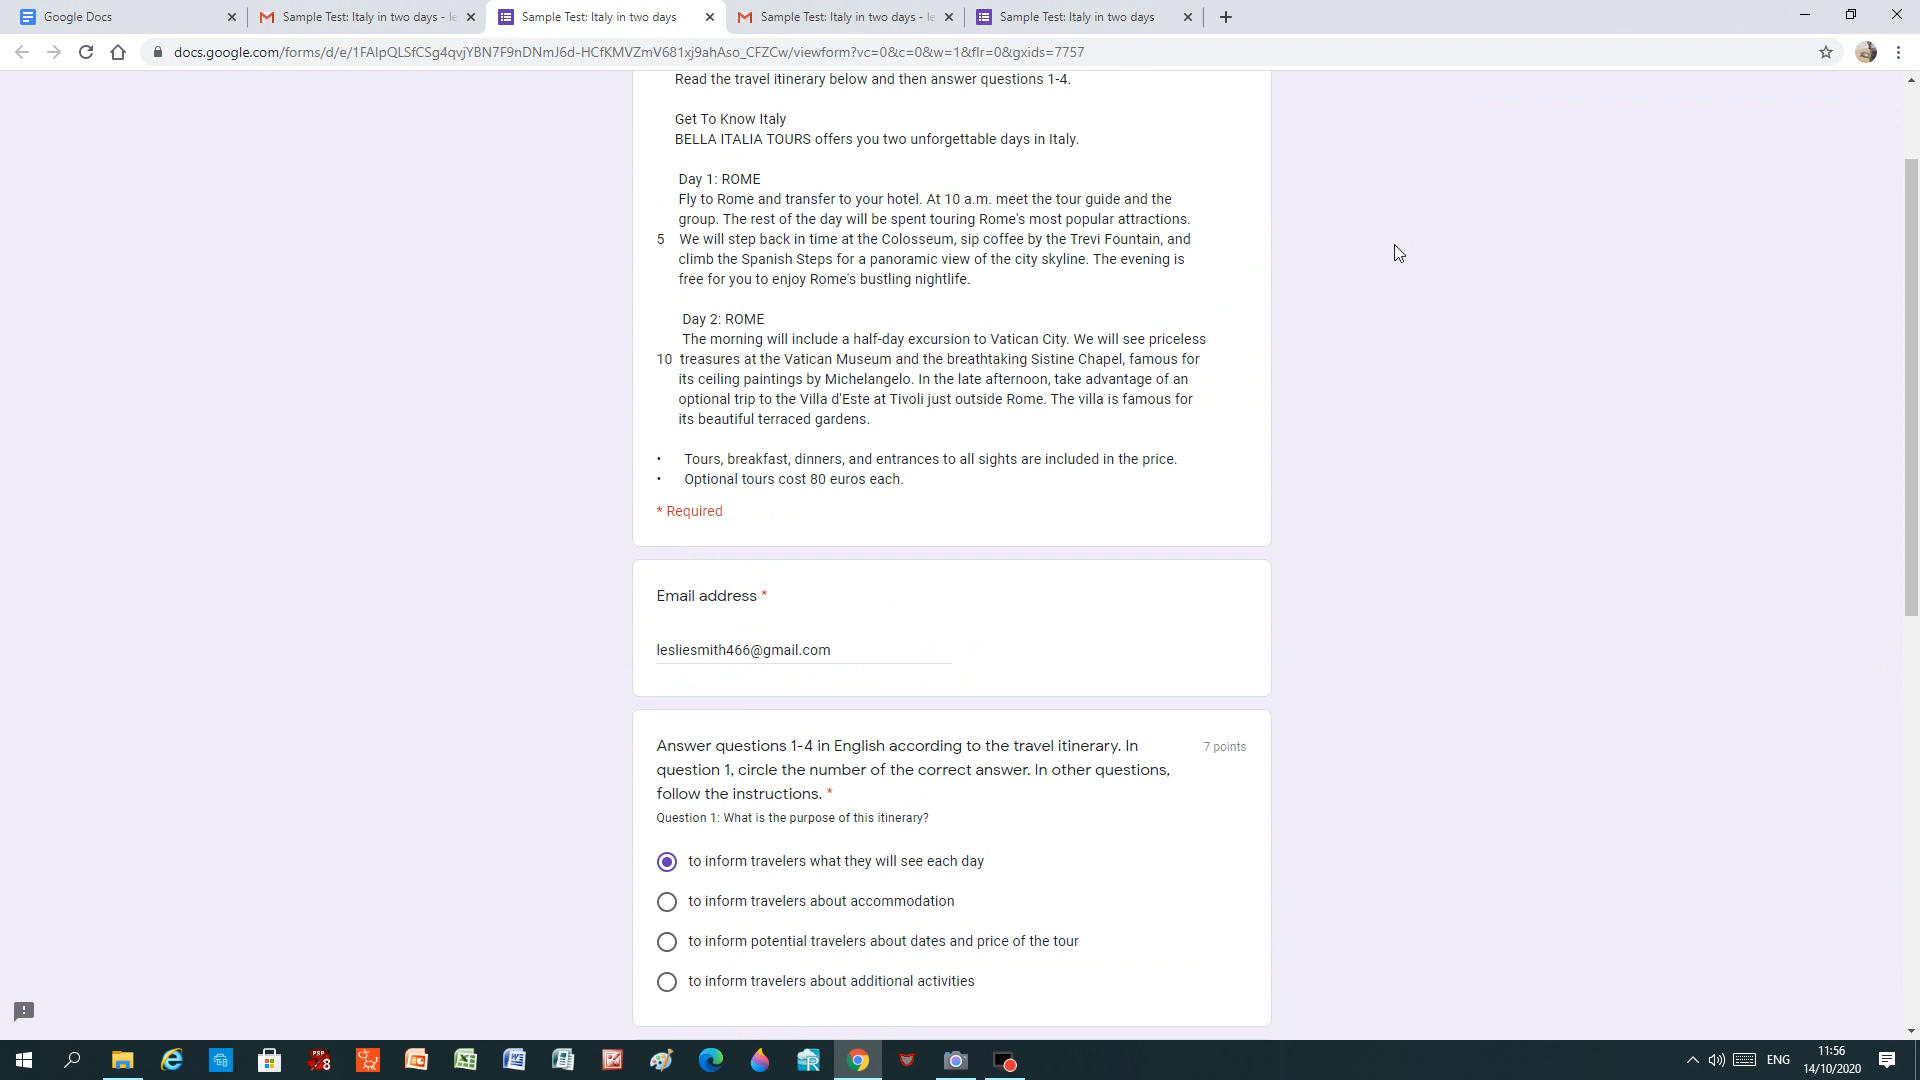 Google Docs
Sample Test: Italy in two days - le
Sample Test: Italy in two days
Sample Test: Italy in two days - le
Sample Test: Italy in two days
docs.google.com/forms/d/e/1FAIpQLSfCSg4qvjYBN7F9nDNmJ6d-HCfKMVZmV681xj9ahAso_CFZCw/viewform?vc=0&c=0&w=1&flr=0&gxids=7757
Read the travel itinerary below and then answer questions 1-4.
Get To Know Italy
BELLA ITALIA TOURS offers you two unforgettable days in Italy.
Day 1: ROME
Fly to Rome and transfer to your hotel. At 10 a.m. meet the tour guide and the
group. The rest of the day will be spent touring Rome's most popular attractions.
5 We will step back in time at the Colosseum, sip coffee by the Trevi Fountain, and
climb the Spanish Steps for a panoramic view of the city skyline. The evening is
free for you to enjoy Rome's bustling nightlife.
Day 2: ROME
The morning will include a half-day excursion to Vatican City. We will see priceless
10 treasures at the Vatican Museum and the breathtaking Sistine Chapel, famous for
its ceiling paintings by Michelangelo. In the late afternoon, take advantage of an
optional trip to the Villa d'Este at Tivoli just outside Rome. The villa is famous for
its beautiful terraced gardens.
• Tours, breakfast, dinners, and entrances to all sights are included in the price.
• Optional tours cost 80 euros each.
* Required
Email address *
lesliesmith466@gmail.com
Answer questions 1-4 in English according to the travel itinerary. In
question 1, circle the number of the correct answer. In other questions,
follow the instructions. *
7 points
Question 1: What is the purpose of this itinerary?
to inform travelers what they will see each day
to inform travelers about accommodation
to inform potential travelers about dates and price of the tour
to inform travelers about additional activities
PSP
8
ENG
11:56
14/10/2020